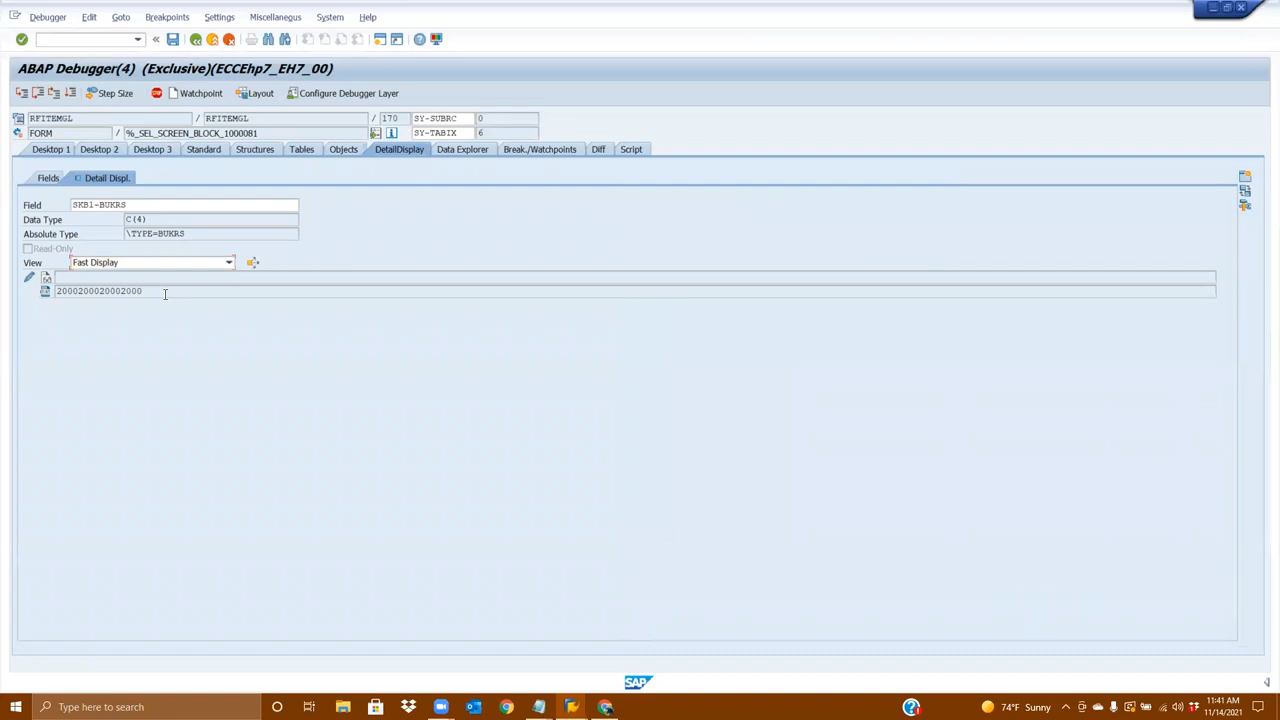 Debugger Edit Goto Breakpoints Settings Miscellaneous System Help
ABAP Debugger(4) (Exclusive)(ECCEhp7_EH7_00)
Step Size Watchpoint Layout Configure Debugger Layer
RFITEMGL / RFITEMGL / 170 SY-SUBRC 0
FORM / %_SEL_SCREEN_BLOCK_1000081 SY-TABIX 6
Desktop 1 Desktop 2 Desktop 3 Standard Structures Tables Objects DetailDisplay Data Explorer Break./Watchpoints Diff Script
Fields Detail Displ.
Field SKB1-BUKRS
Data Type C(4)
Absolute Type \TYPE=BUKRS
Read-Only
View Fast Display
2000200020002000
SAP
Type here to search
74°F Sunny
11:41 AM
11/14/2021